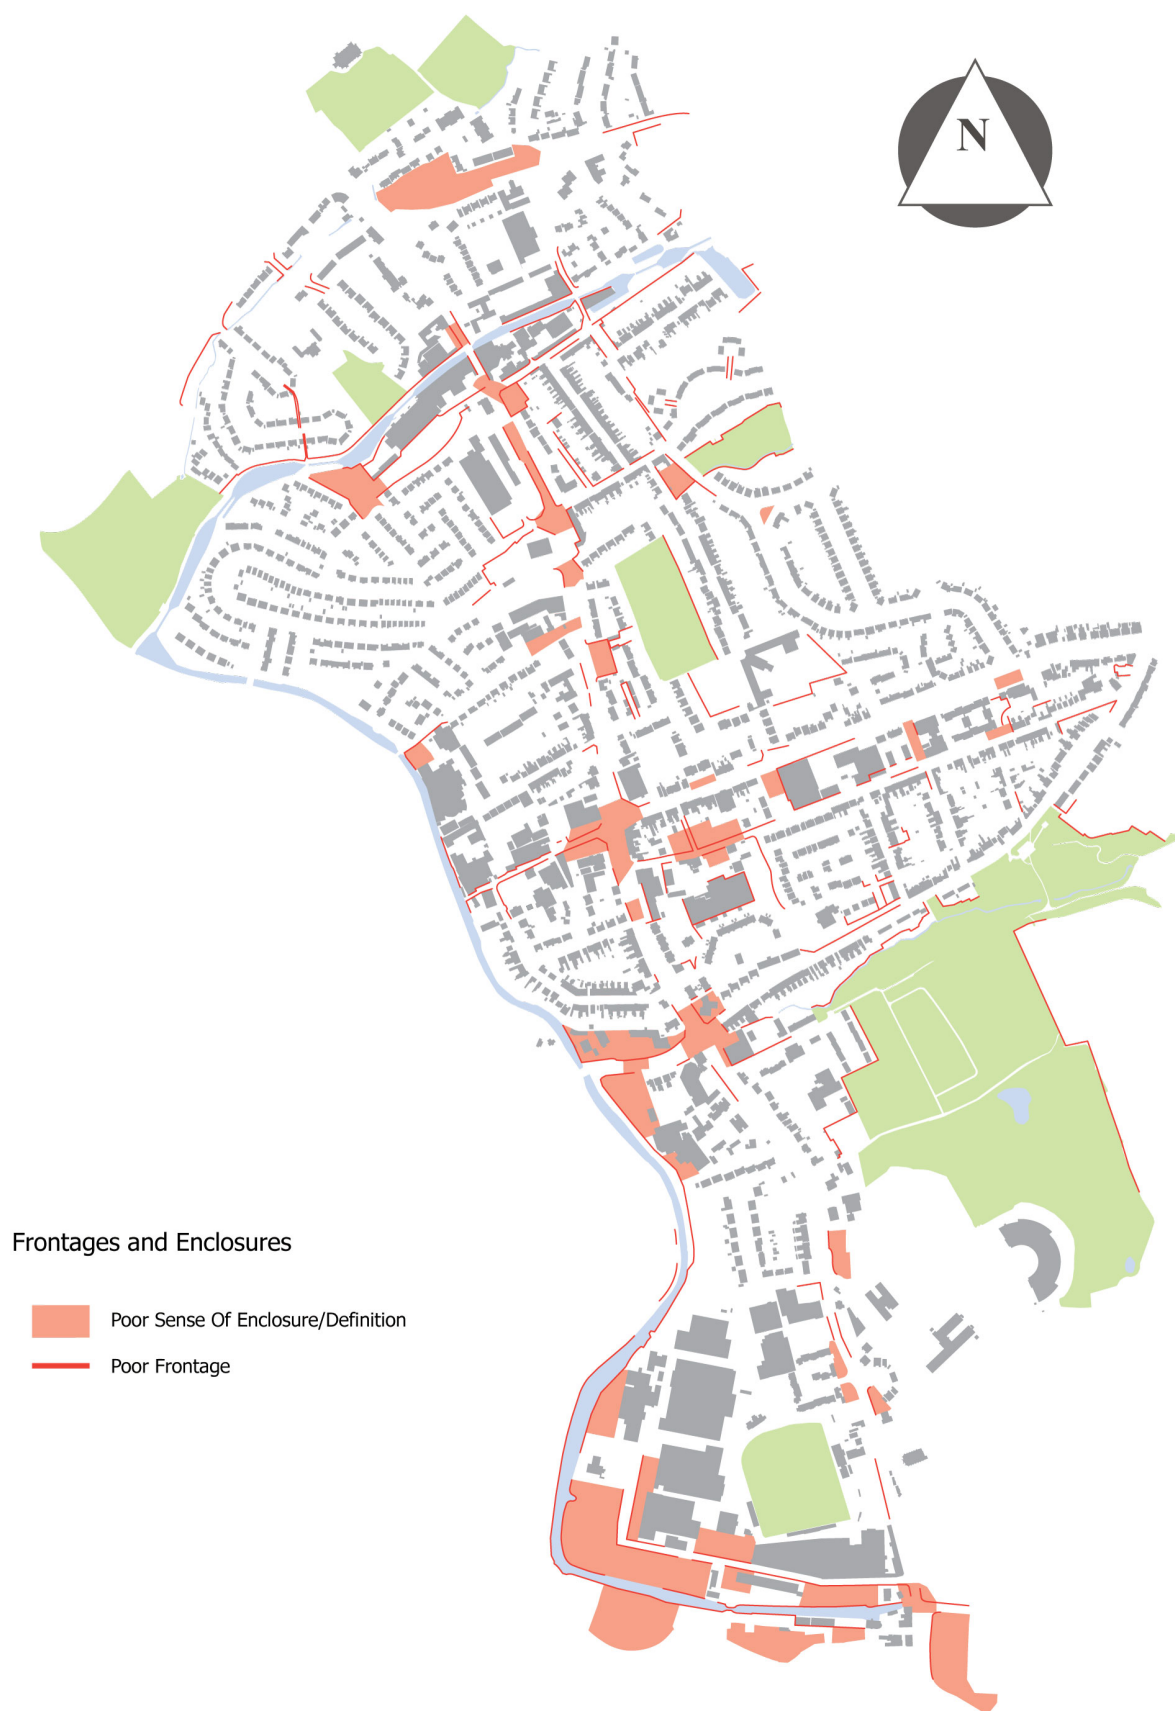 N
Frontages and Enclosures
Poor Sense Of Enclosure/Definition
Poor Frontage